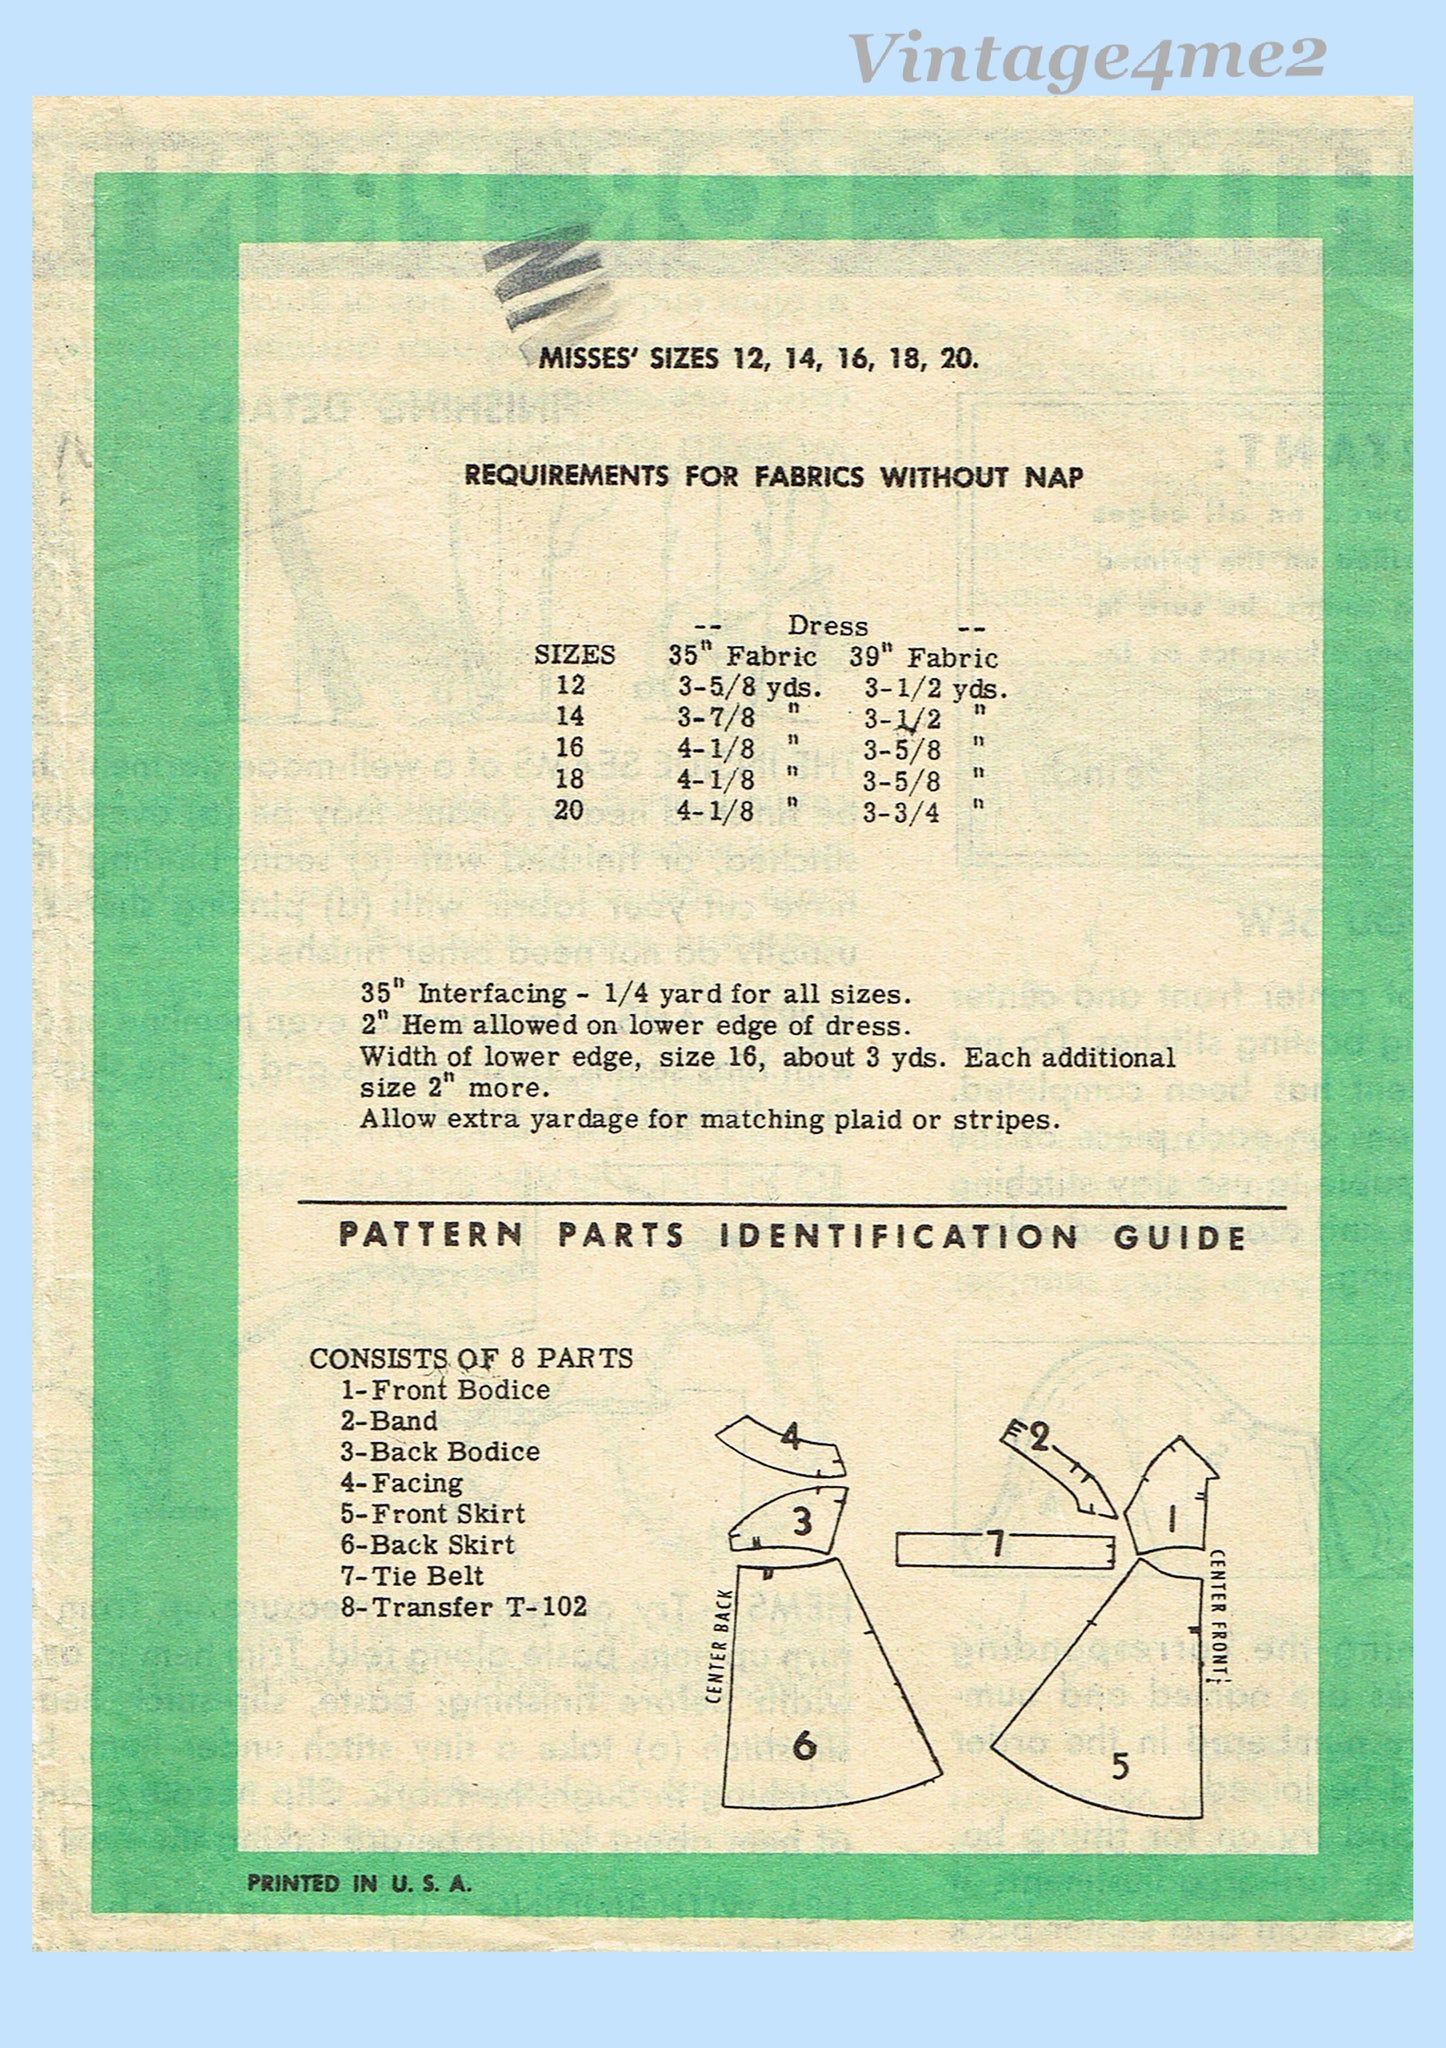 Vintage4me2
MISSES' SIZES 12, 14, 16, 18, 20.
REQUIREMENTS FOR FABRICS WITHOUT NAP
-- Dress --
SIZES 35" Fabric 39" Fabric
12 3-5/8 yds. 3-1/2 yds.
14 3-7/8 " 3-1/2 "
16 4-1/8 " 3-5/8 "
18 4-1/8 " 3-5/8 "
20 4-1/8 " 3-3/4 "
35" Interfacing - 1/4 yard for all sizes.
2" Hem allowed on lower edge of dress.
Width of lower edge, size 16, about 3 yds. Each additional
size 2" more.
Allow extra yardage for matching plaid or stripes.
PATTERN PARTS IDENTIFICATION GUIDE
CONSISTS OF 8 PARTS
1-Front Bodice
2-Band
3-Back Bodice
4-Facing
5-Front Skirt
6-Back Skirt
7-Tie Belt
8-Transfer T-102
4
2
3
7
1
CENTER BACK
CENTER FRONT
6
5
PRINTED IN U. S. A.